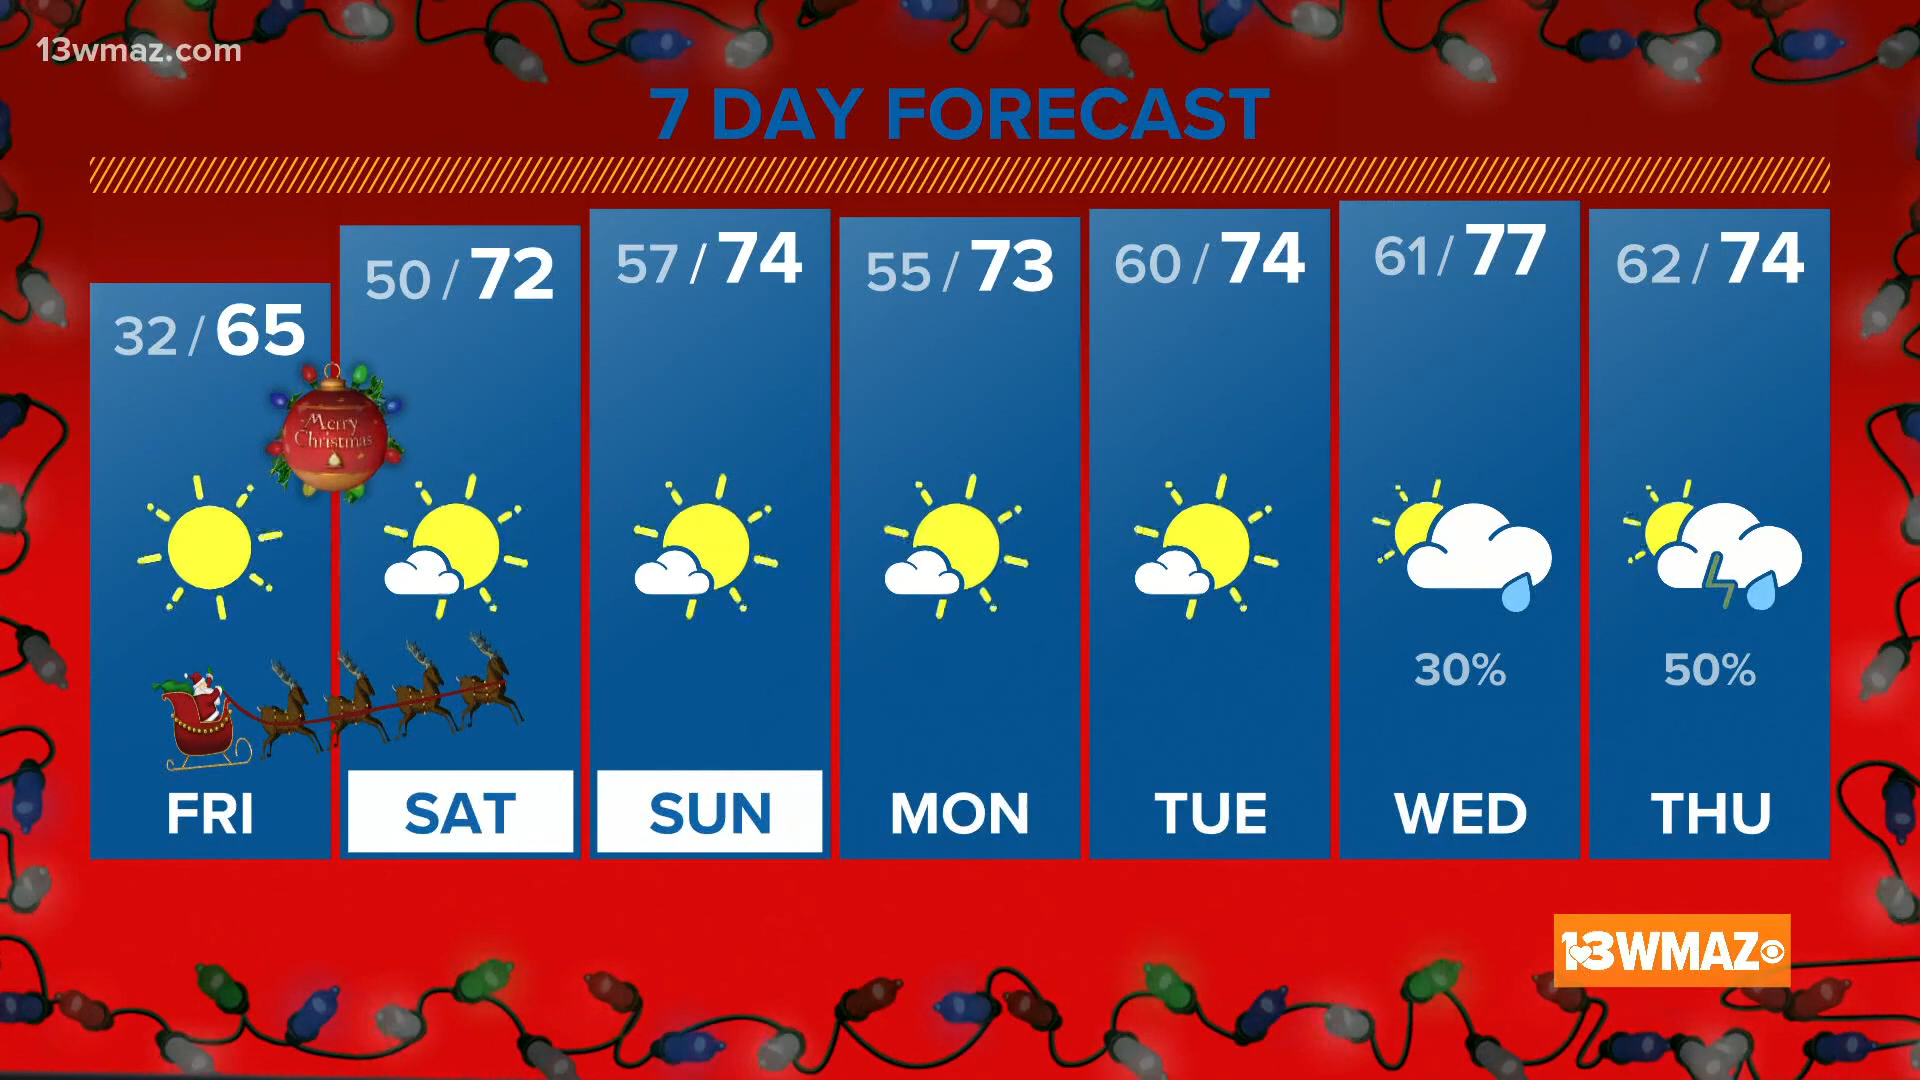 13wmaz.com
7 DAY FORECAST
32 / 65
50 / 72
57 / 74
55 / 73
60 / 74
61 / 77
62 / 74
Merry
Christmas
30%
50%
FRI
SAT
SUN
MON
TUE
WED
THU
13WMAZ